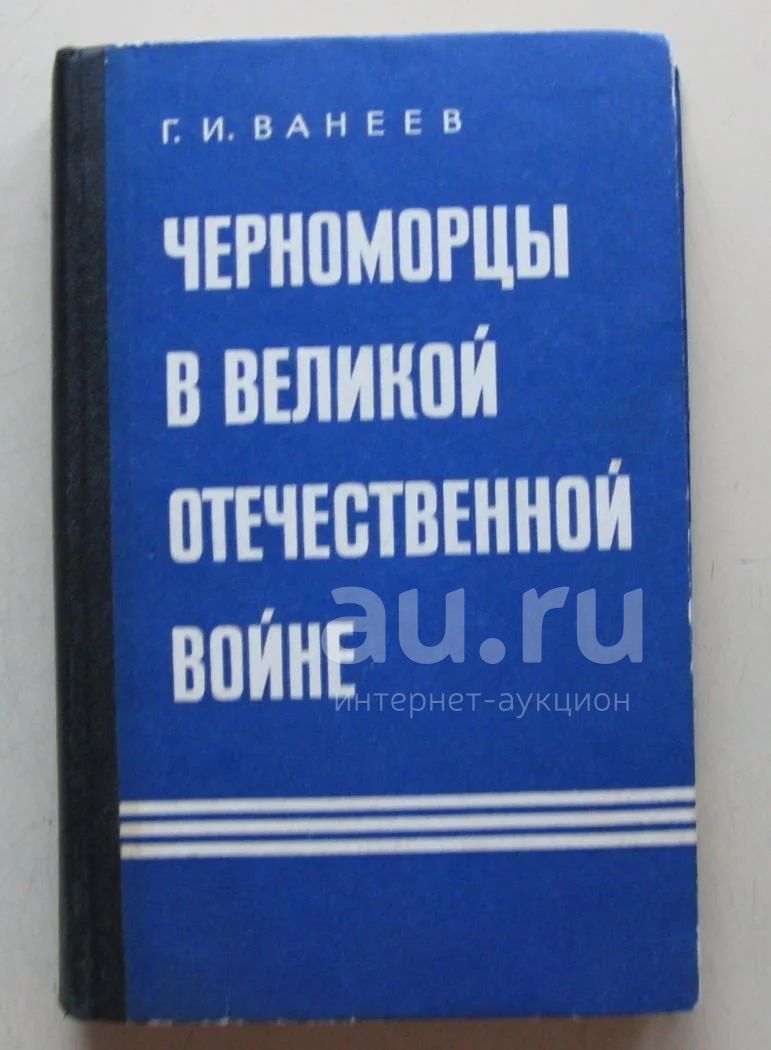 Г. И. ВАНЕЕВ
ЧЕРНОМОРЦЫ
В ВЕЛИКОЙ
ОТЕЧЕСТВЕННОЙ
ВОЙНЕ
au.ru
интернет-аукцион